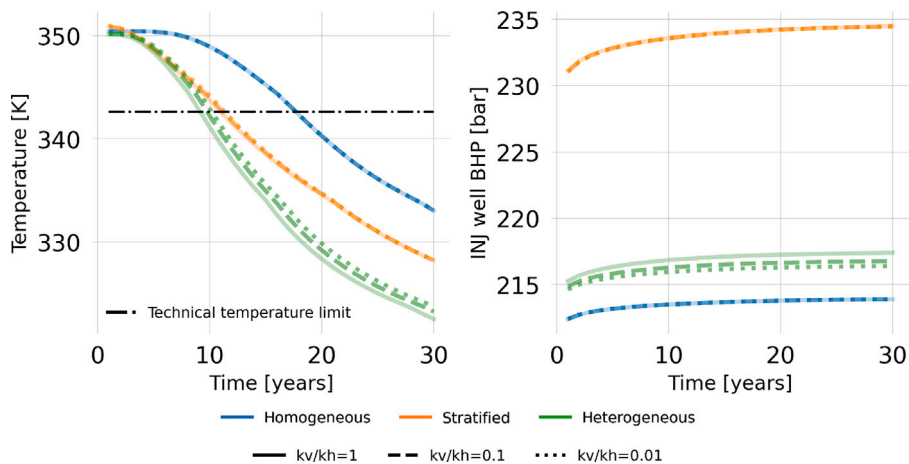 350
340
330
Temperature [K]
Technical temperature limit
0
10
20
30
Time [years]
235
230
225
220
215
INJ well BHP [bar]
0
10
20
30
Time [years]
Homogeneous
Stratified
Heterogeneous
kv/kh=1
kv/kh=0.1
kv/kh=0.01